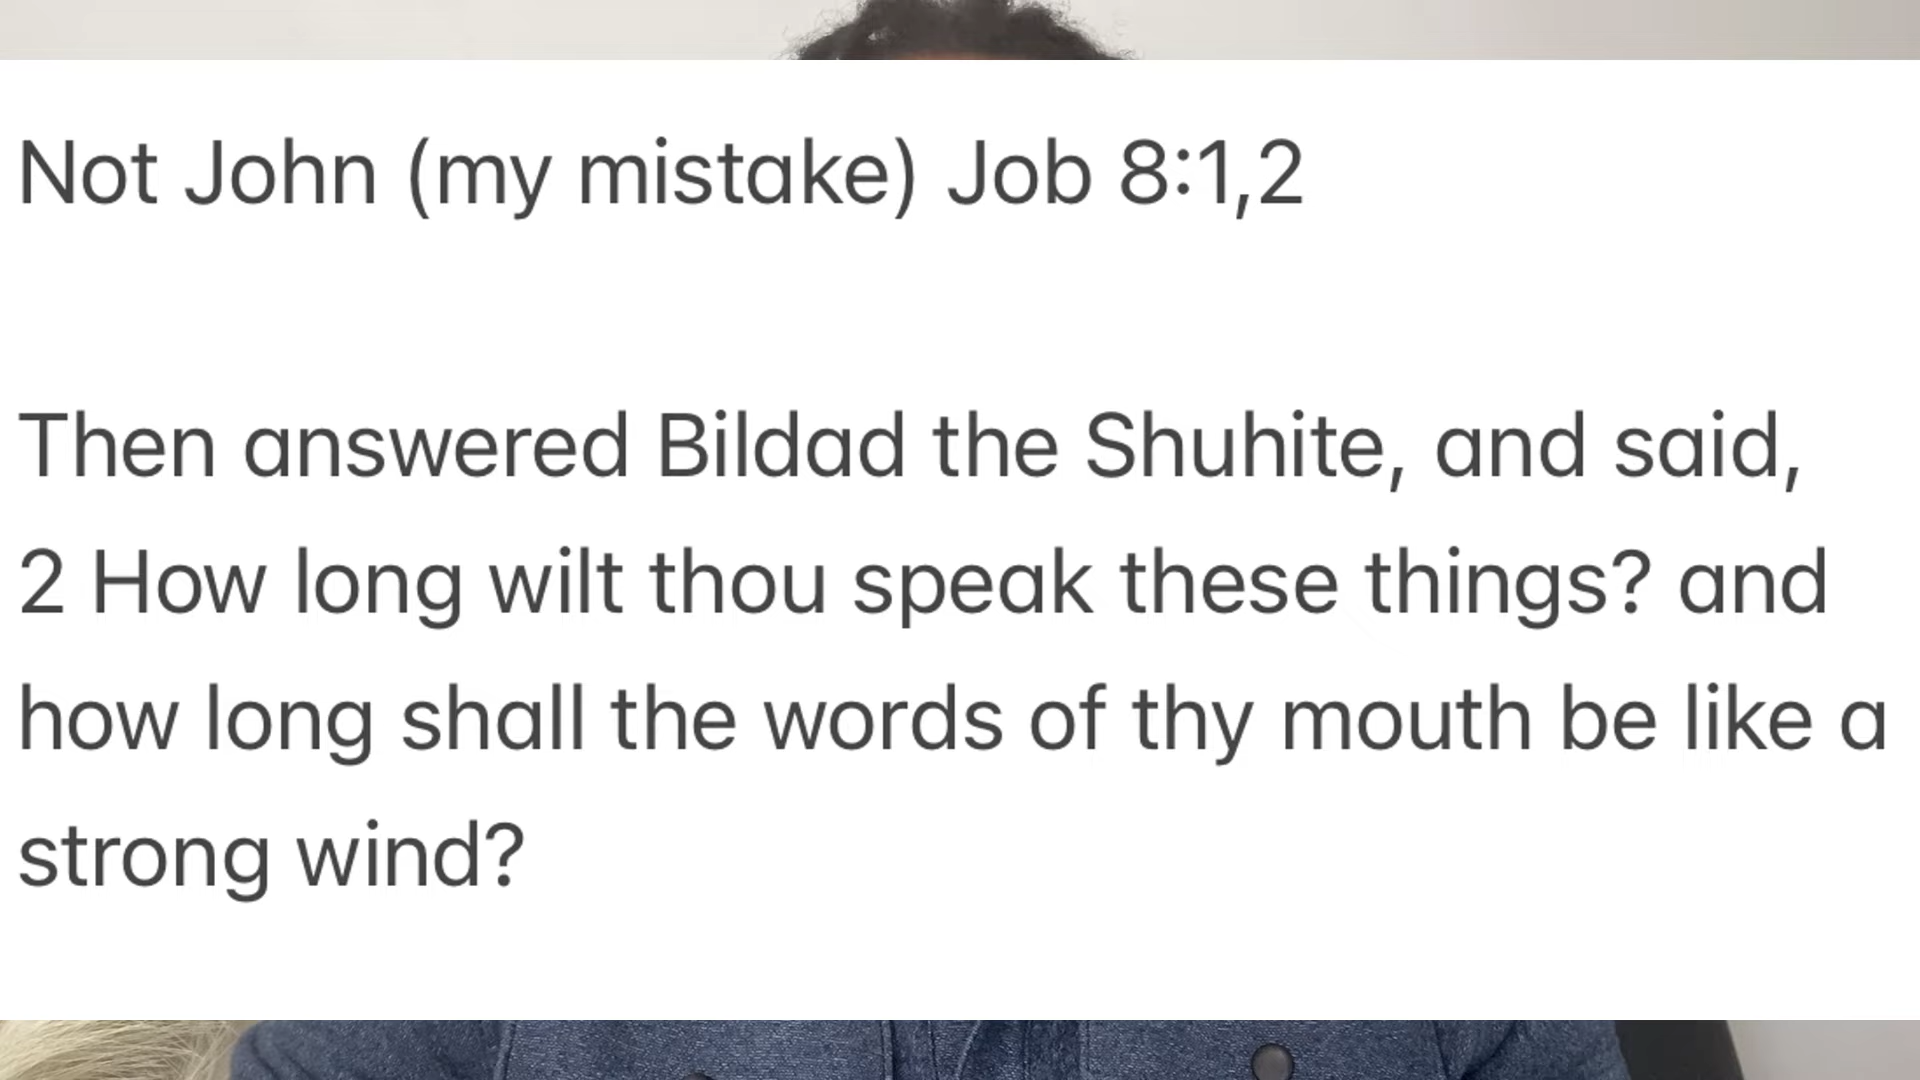 Not John (my mistake) Job 8:1,2
Then answered Bildad the Shuhite, and said,
2 How long wilt thou speak these things? and
how long shall the words of thy mouth be like a
strong wind?